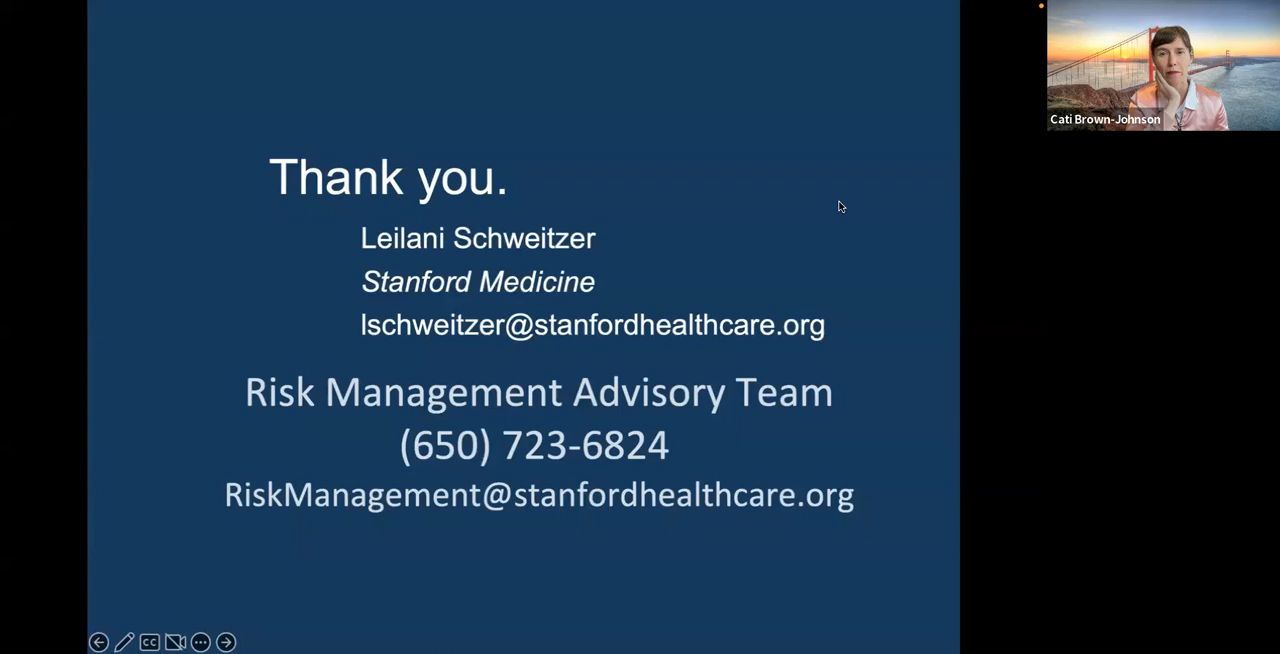 Thank you.
Leilani Schweitzer
Stanford Medicine
lschweitzer@stanfordhealthcare.org
Risk Management Advisory Team
(650) 723-6824
RiskManagement@stanfordhealthcare.org
Cati Brown-Johnson
CC